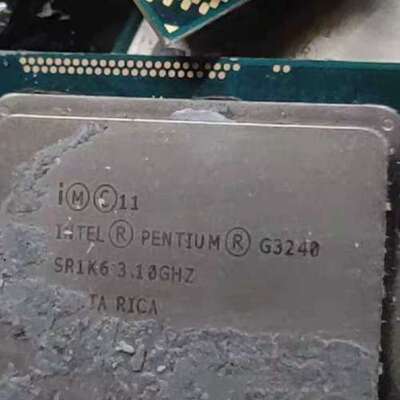 i Ⓜ Ⓒ 11
INTEL® PENTIUM® G3240
SR1K6 3.10GHZ
TA RICA